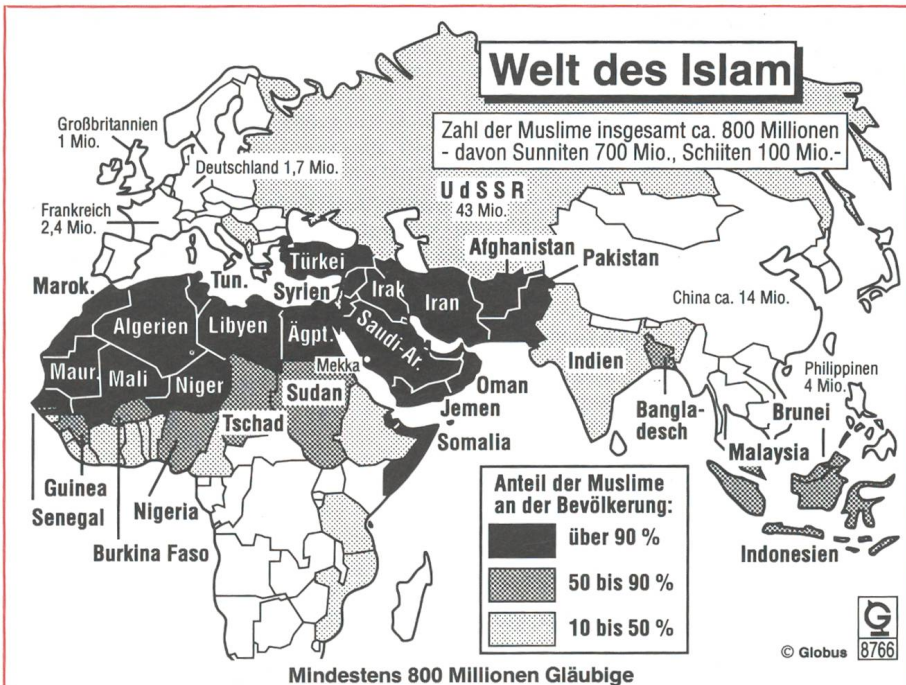 Welt des Islam
Zahl der Muslime insgesamt ca. 800 Millionen
- davon Sunniten 700 Mio., Schiiten 100 Mio.-
Großbritannien
1 Mio.
Deutschland 1,7 Mio.
Frankreich
2,4 Mio.
UdSSR
43 Mio.
Afghanistan
Pakistan
Türkei
Marok.
Tun.
Syrien
Irak
Iran
China ca. 14 Mio.
Algerien
Libyen
Ägpt.
Saudi-Ar.
Indien
Maur.
Mali
Niger
Mekka
Sudan
Tschad
Oman
Jemen
Somalia
Bangla-
desch
Philippinen
4 Mio.
Brunei
Malaysia
Guinea
Senegal
Nigeria
Burkina Faso
Indonesien
Anteil der Muslime
an der Bevölkerung:
über 90 %
50 bis 90 %
10 bis 50 %
© Globus
G
8766
Mindestens 800 Millionen Gläubige